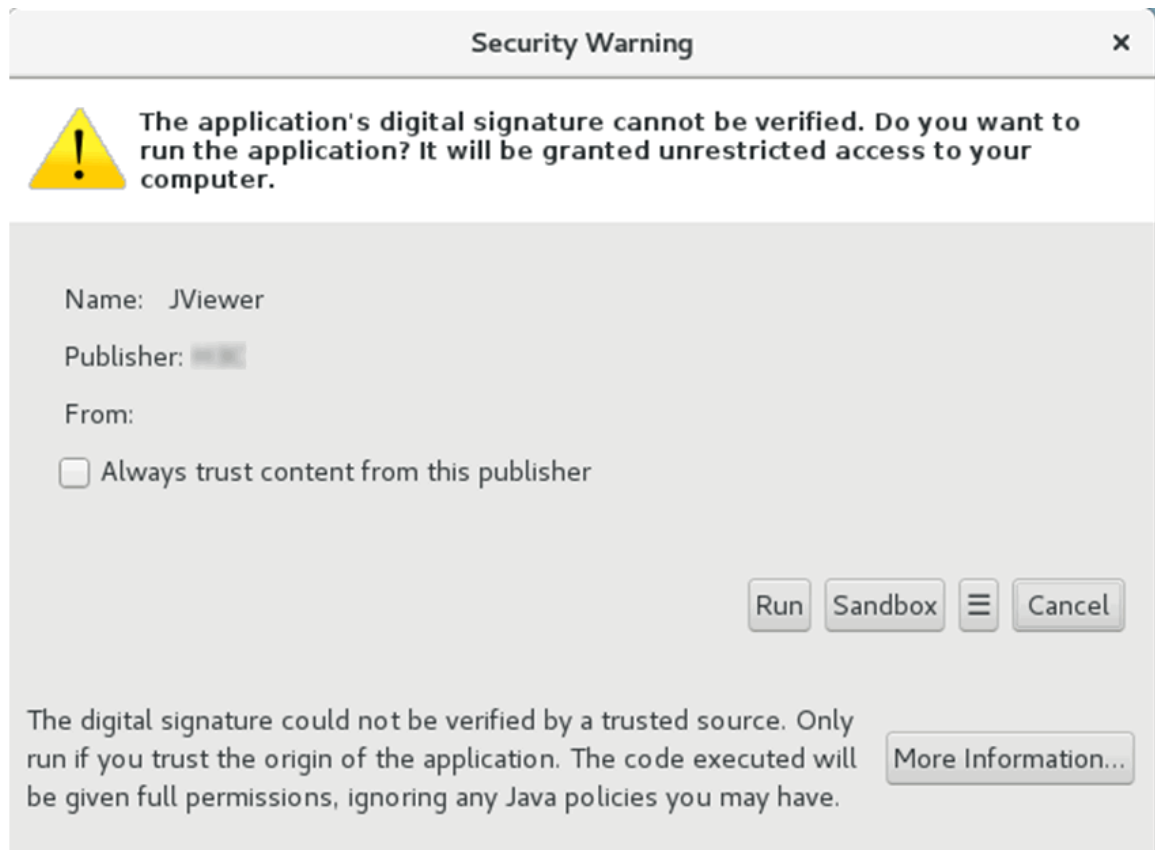 Security Warning
The application's digital signature cannot be verified. Do you want to
run the application? It will be granted unrestricted access to your
computer.
Name: JViewer
Publisher:
From:
Always trust content from this publisher
Run Sandbox ☰ Cancel
The digital signature could not be verified by a trusted source. Only
run if you trust the origin of the application. The code executed will
be given full permissions, ignoring any Java policies you may have.
More Information...